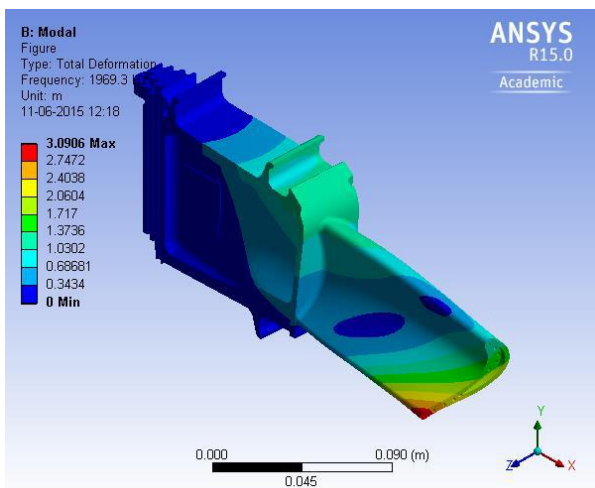 B: Modal
Figure
Type: Total Deformation
Frequency: 1969.3
Unit: m
11-06-2015 12:18
3.0906 Max
2.7472
2.4038
2.0604
1.717
1.3736
1.0302
0.68681
0.3434
0 Min
ANSYS
R15.0
Academic
0.000
0.090 (m)
0.045
Y
Z
X